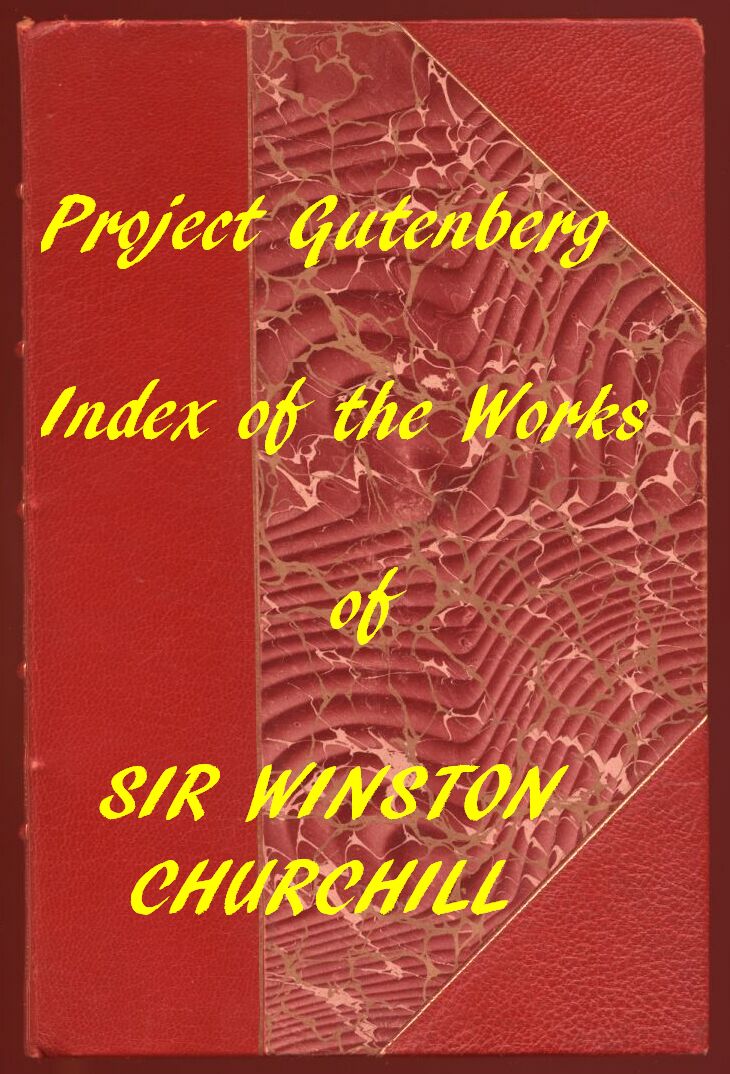 Project Gutenberg
Index of the Works
of
SIR WINSTON
CHURCHILL